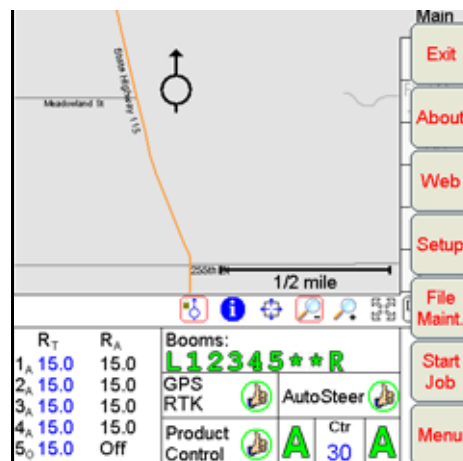 Main
Exit
State Highway 115
Meadowland St
About
Web
Setup
255th
1/2 mile
File
Maint.
RT RA
Booms:
1A 15.0 15.0
L12345**R
2A 15.0 15.0
GPS
RTK
AutoSteer
3A 15.0 15.0
4A 15.0 15.0
5O 15.0 Off
Product
Control
A
Ctr
30
A
Start
Job
Menu